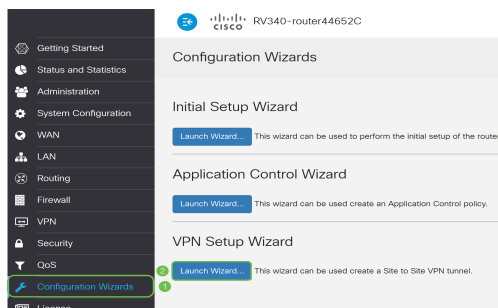 CISCO RV340-router44652C
Getting Started
Status and Statistics
Administration
System Configuration
WAN
LAN
Routing
Firewall
VPN
Security
QoS
Configuration Wizards
License
Configuration Wizards
Initial Setup Wizard
Launch Wizard... This wizard can be used to perform the initial setup of the route
Application Control Wizard
Launch Wizard... This wizard can be used create an Application Control policy.
VPN Setup Wizard
2 Launch Wizard... This wizard can be used create a Site to Site VPN tunnel.
1